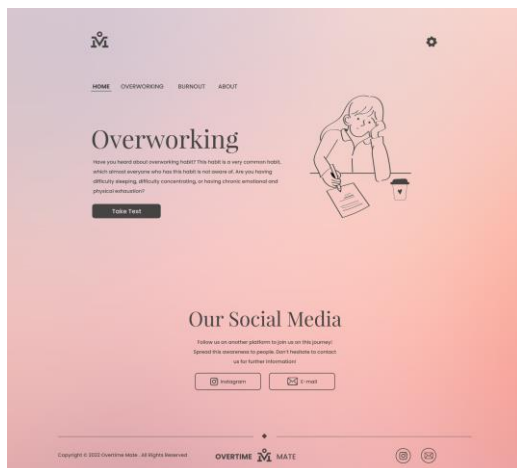 HOME OVERWORKING BURNOUT ABOUT
Overworking
Have you heard about overworking habit? This habit is a very common habit,
which almost everyone who has this habit is not aware of. Are you having
difficulty sleeping, difficulty concentrating, or having chronic emotional and
physical exhaustion?
Take Text
Our Social Media
Follow us on another platform to join us on this journey!
Spread this awareness to people. Don't hesitate to contact
us for further information!
Instagram E-mail
Copyright © 2022 Overtime Mate . All Rights Reserved OVERTIME MATE